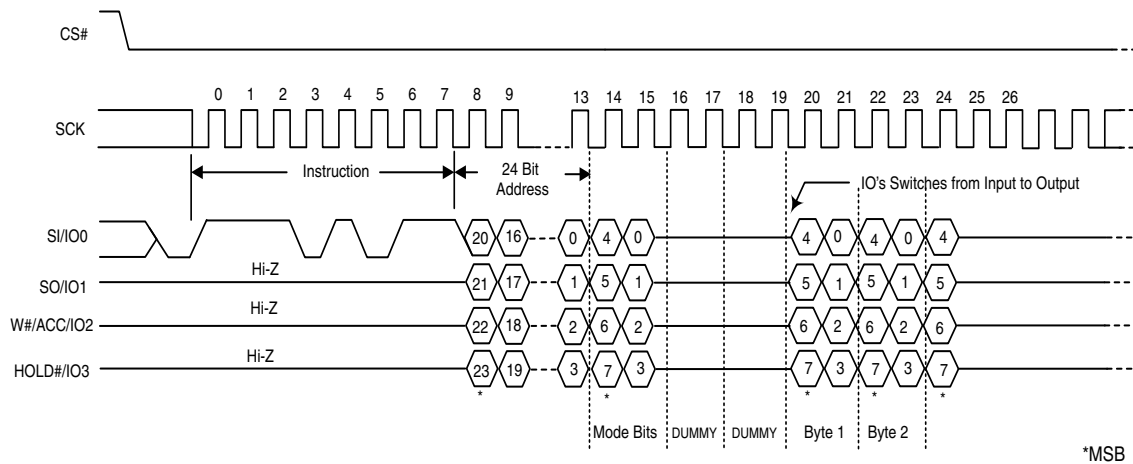 CS#
0 1 2 3 4 5 6 7 8 9 13 14 15 16 17 18 19 20 21 22 23 24 25 26
SCK
Instruction
24 Bit
Address
IO's Switches from Input to Output
SI/IO0
20 16 0 4 0 4 0 4 0 4
Hi-Z
SO/IO1
21 17 1 5 1 5 1 5 1 5
Hi-Z
W#/ACC/IO2
22 18 2 6 2 6 2 6 2 6
Hi-Z
HOLD#/IO3
23 19 3 7 3 7 3 7 3 7
* * * * *
Mode Bits DUMMY DUMMY Byte 1 Byte 2
*MSB